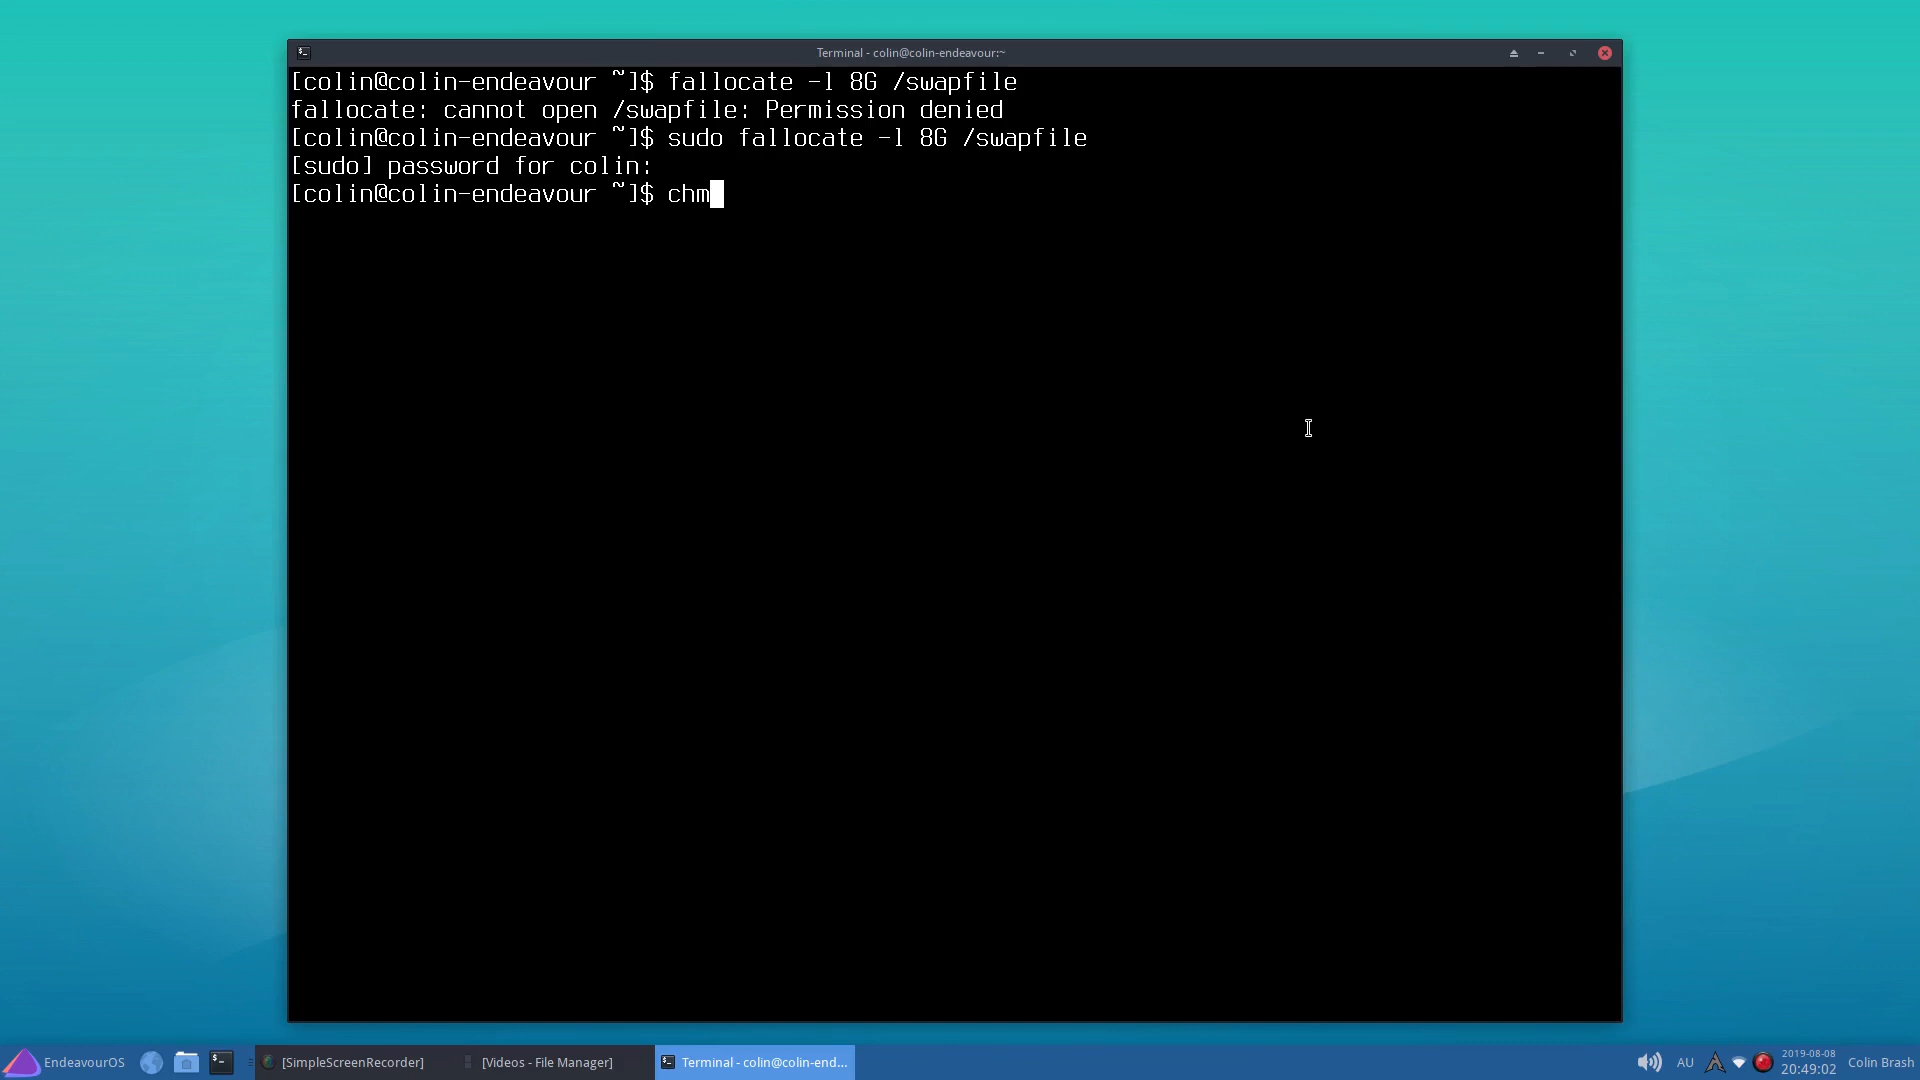 Terminal - colin@colin-endeavour:~
[colin@colin-endeavour ~]$ fallocate -l 8G /swapfile
fallocate: cannot open /swapfile: Permission denied
[colin@colin-endeavour ~]$ sudo fallocate -l 8G /swapfile
[sudo] password for colin:
[colin@colin-endeavour ~]$ chm
EndeavourOS [SimpleScreenRecorder] [Videos - File Manager] Terminal - colin@colin-end... AU 2019-08-08 Colin Brash
20:49:02